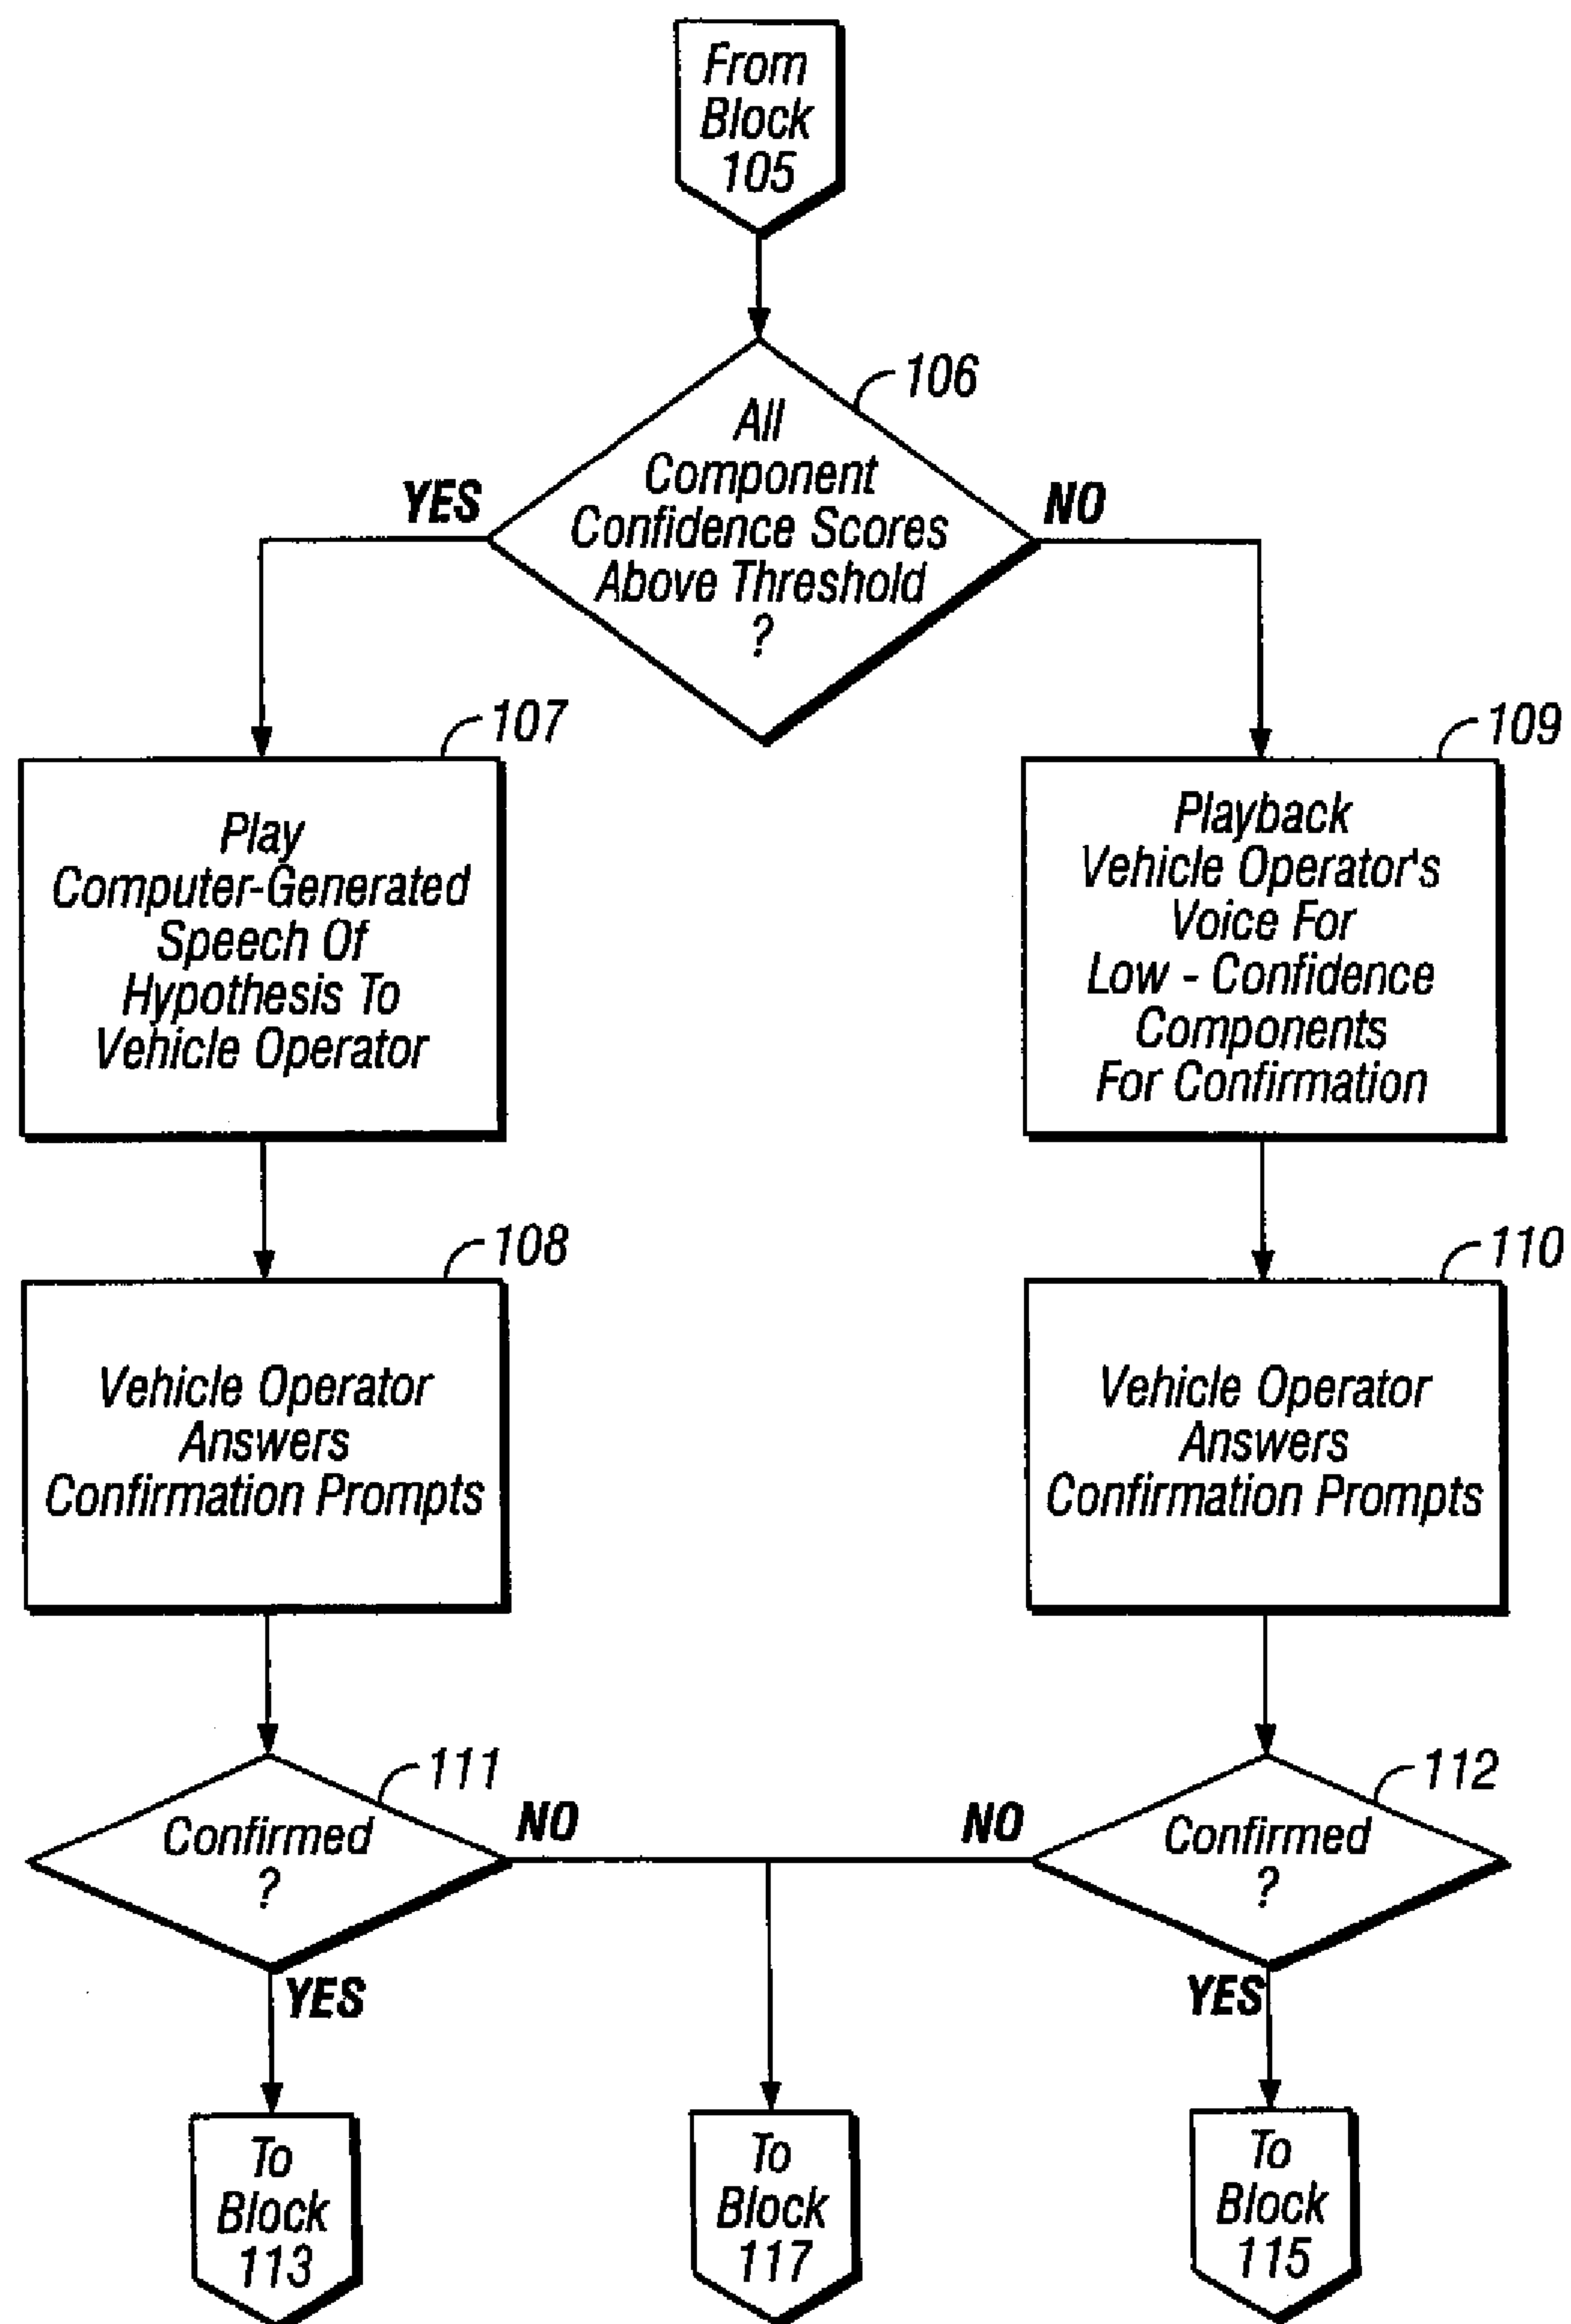 From
Block
105
106
All
Component
Confidence Scores
Above Threshold
?
YES
NO
107
Play
Computer-Generated
Speech Of
Hypothesis To
Vehicle Operator
109
Playback
Vehicle Operator's
Voice For
Low - Confidence
Components
For Confirmation
108
Vehicle Operator
Answers
Confirmation Prompts
110
Vehicle Operator
Answers
Confirmation Prompts
111
Confirmed
?
NO
YES
112
Confirmed
?
NO
YES
To
Block
113
To
Block
117
To
Block
115